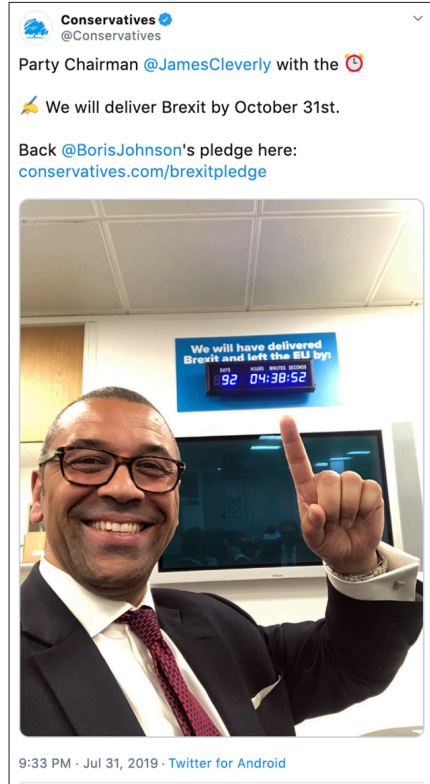 Conservatives
@Conservatives
Party Chairman @JamesCleverly with the ⏰
✍️ We will deliver Brexit by October 31st.
Back @BorisJohnson's pledge here:
conservatives.com/brexitpledge
We will have delivered
Brexit and left the EU by:
DAYS HOURS MINUTES SECONDS
92 04:38:52
9:33 PM · Jul 31, 2019 · Twitter for Android